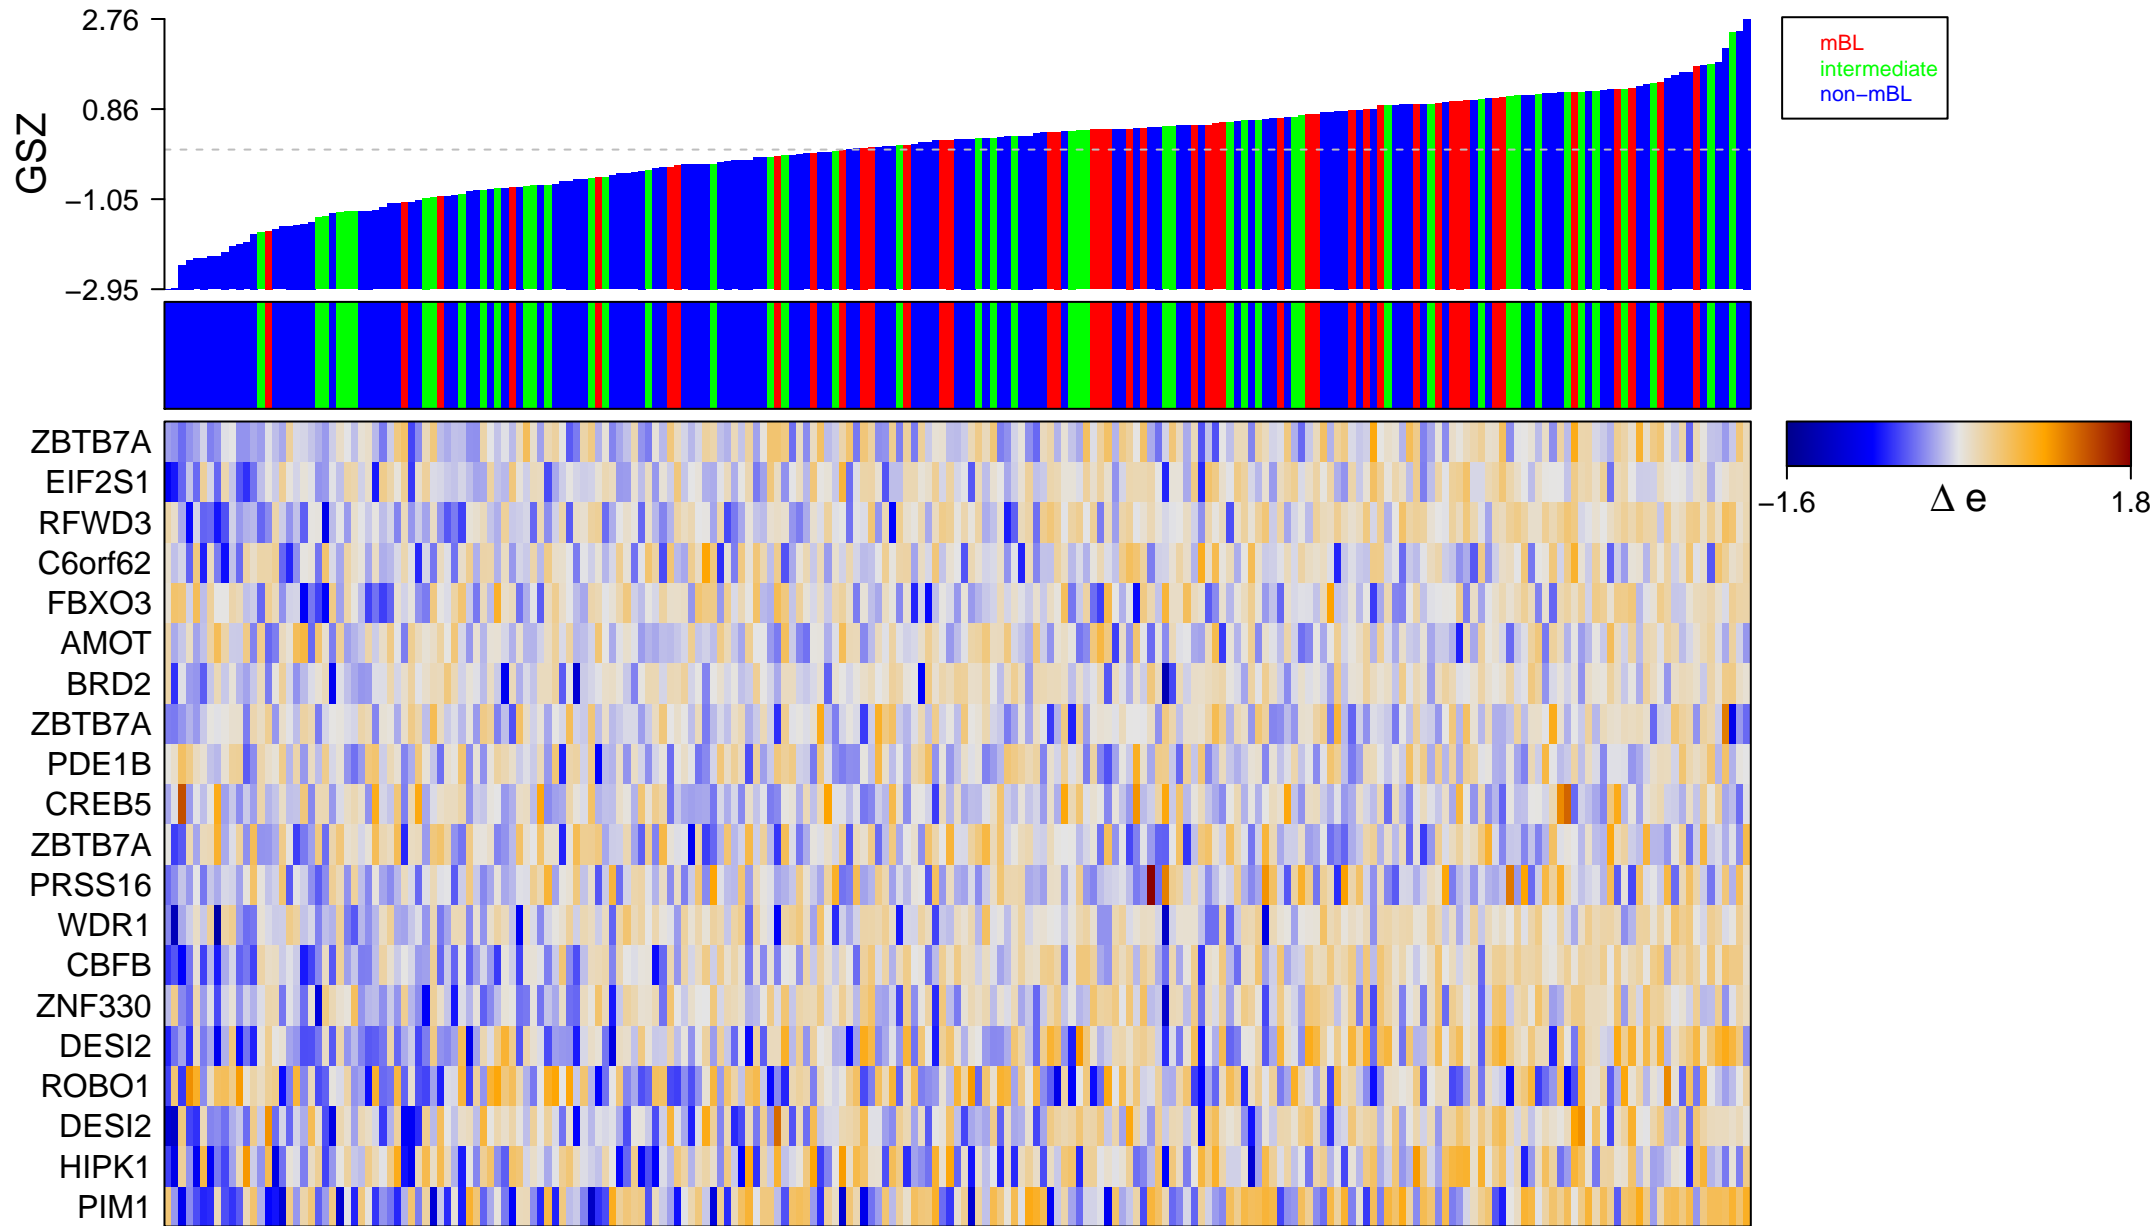 2.76
0.86
−1.05
−2.95
GSZ
mBL
intermediate
non−mBL
ZBTB7A
EIF2S1
RFWD3
C6orf62
FBXO3
AMOT
BRD2
ZBTB7A
PDE1B
CREB5
ZBTB7A
PRSS16
WDR1
CBFB
ZNF330
DESI2
ROBO1
DESI2
HIPK1
PIM1
−1.6
Δ e
1.8